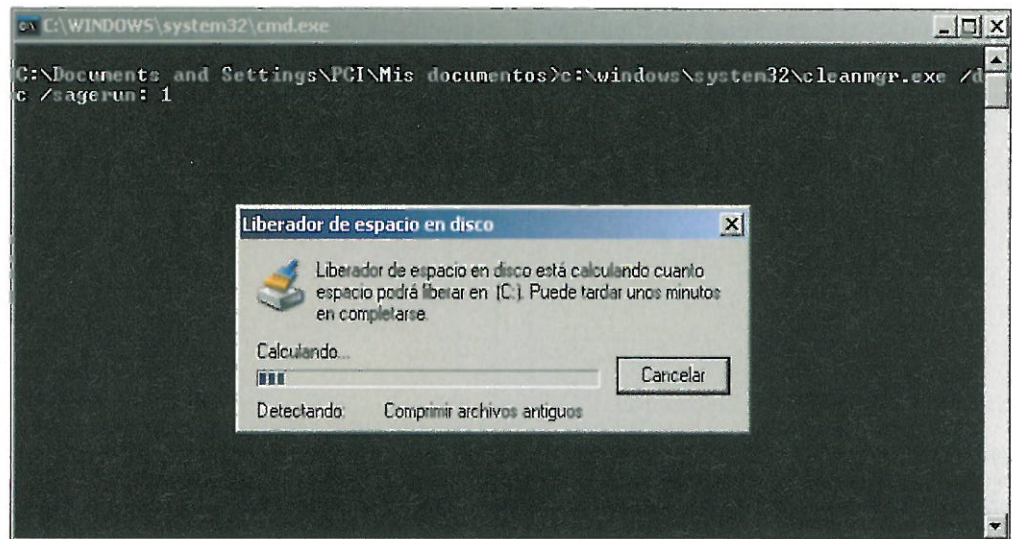 C:\WINDOWS\system32\cmd.exe
C:\Documents and Settings\PCI\Mis documentos>c:\windows\system32\cleanmgr.exe /d
c /sagerun: 1
Liberador de espacio en disco
Liberador de espacio en disco está calculando cuanto
espacio podrá liberar en (C:). Puede tardar unos minutos
en completarse.
Calculando...
Cancelar
Detectando: Comprimir archivos antiguos